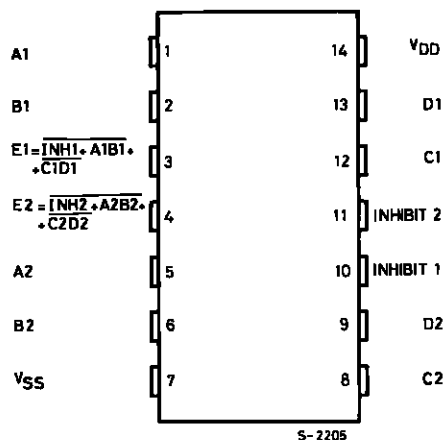 A1 1 14 VDD
B1 2 13 D1
E1 = INH1 + A1B1 +
+ C1D1 3 12 C1
E2 = INH2 + A2B2 +
+ C2D2 4 11 INHIBIT 2
A2 5 10 INHIBIT 1
B2 6 9 D2
VSS 7 8 C2
S-2205